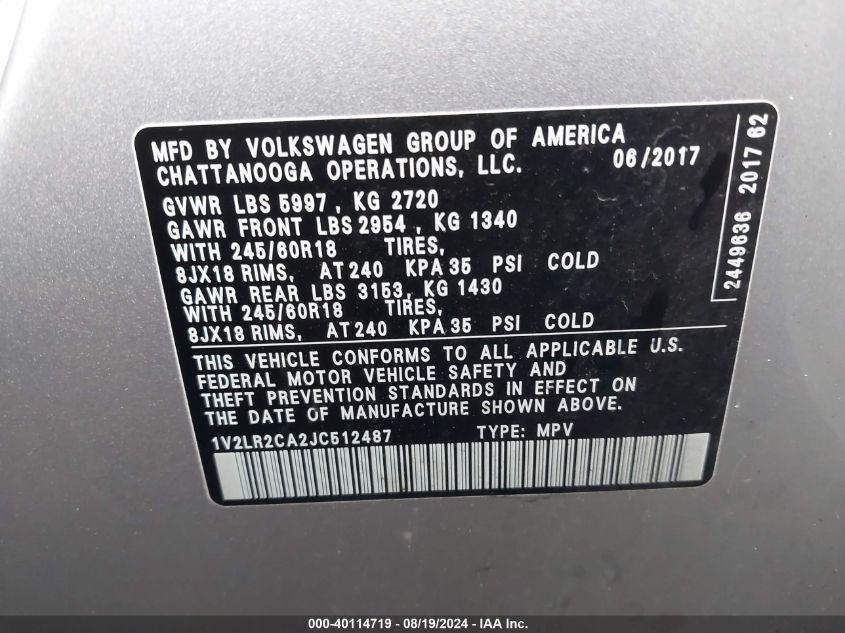 MFD BY VOLKSWAGEN GROUP OF AMERICA
CHATTANOOGA OPERATIONS, LLC. 06/2017
GVWR LBS 5997, KG 2720
GAWR FRONT LBS 2954, KG 1340
WITH 245/60R18 TIRES,
8JX18 RIMS, AT 240 KPA 35 PSI COLD
GAWR REAR LBS 3153, KG 1430
WITH 245/60R18 TIRES,
8JX18 RIMS, AT 240 KPA 35 PSI COLD
THIS VEHICLE CONFORMS TO ALL APPLICABLE U.S.
FEDERAL MOTOR VEHICLE SAFETY AND
THEFT PREVENTION STANDARDS IN EFFECT ON
THE DATE OF MANUFACTURE SHOWN ABOVE.
1V2LR2CA2JC512487 TYPE: MPV
2449636 2017 62
000-40114719 - 08/19/2024 - IAA Inc.